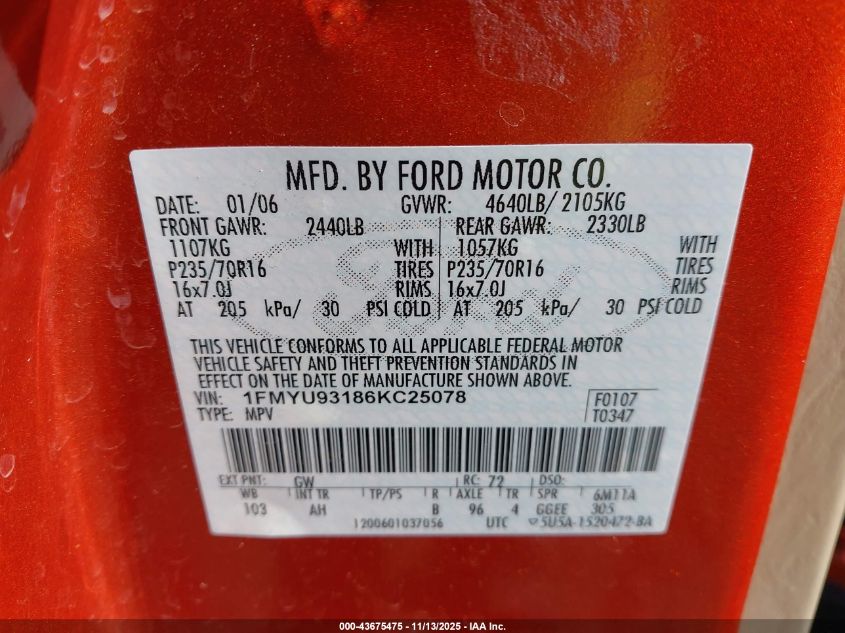 MFD. BY FORD MOTOR CO.
DATE: 01/06 GVWR: 4640LB/ 2105KG
FRONT GAWR: 2440LB REAR GAWR: 2330LB
1107KG WITH 1057KG WITH
P235/70R16 TIRES P235/70R16 TIRES
16x7.0J RIMS 16x7.0J RIMS
AT 205 kPa/ 30 PSI COLD AT 205 kPa/ 30 PSI COLD
THIS VEHICLE CONFORMS TO ALL APPLICABLE FEDERAL MOTOR
VEHICLE SAFETY AND THEFT PREVENTION STANDARDS IN
EFFECT ON THE DATE OF MANUFACTURE SHOWN ABOVE.
VIN: 1FMYU93186KC25078 F0107
TYPE: MPV T0347
EXT PNT: GW RC: 72 DSO:
WB INT TR TP/PS R AXLE TR SPR 6M11A
103 AH B 96 4 GGEE 305
1200601037056 UTC 5U5A-1520472-BA
000-43675475 - 11/13/2025 - IAA Inc.